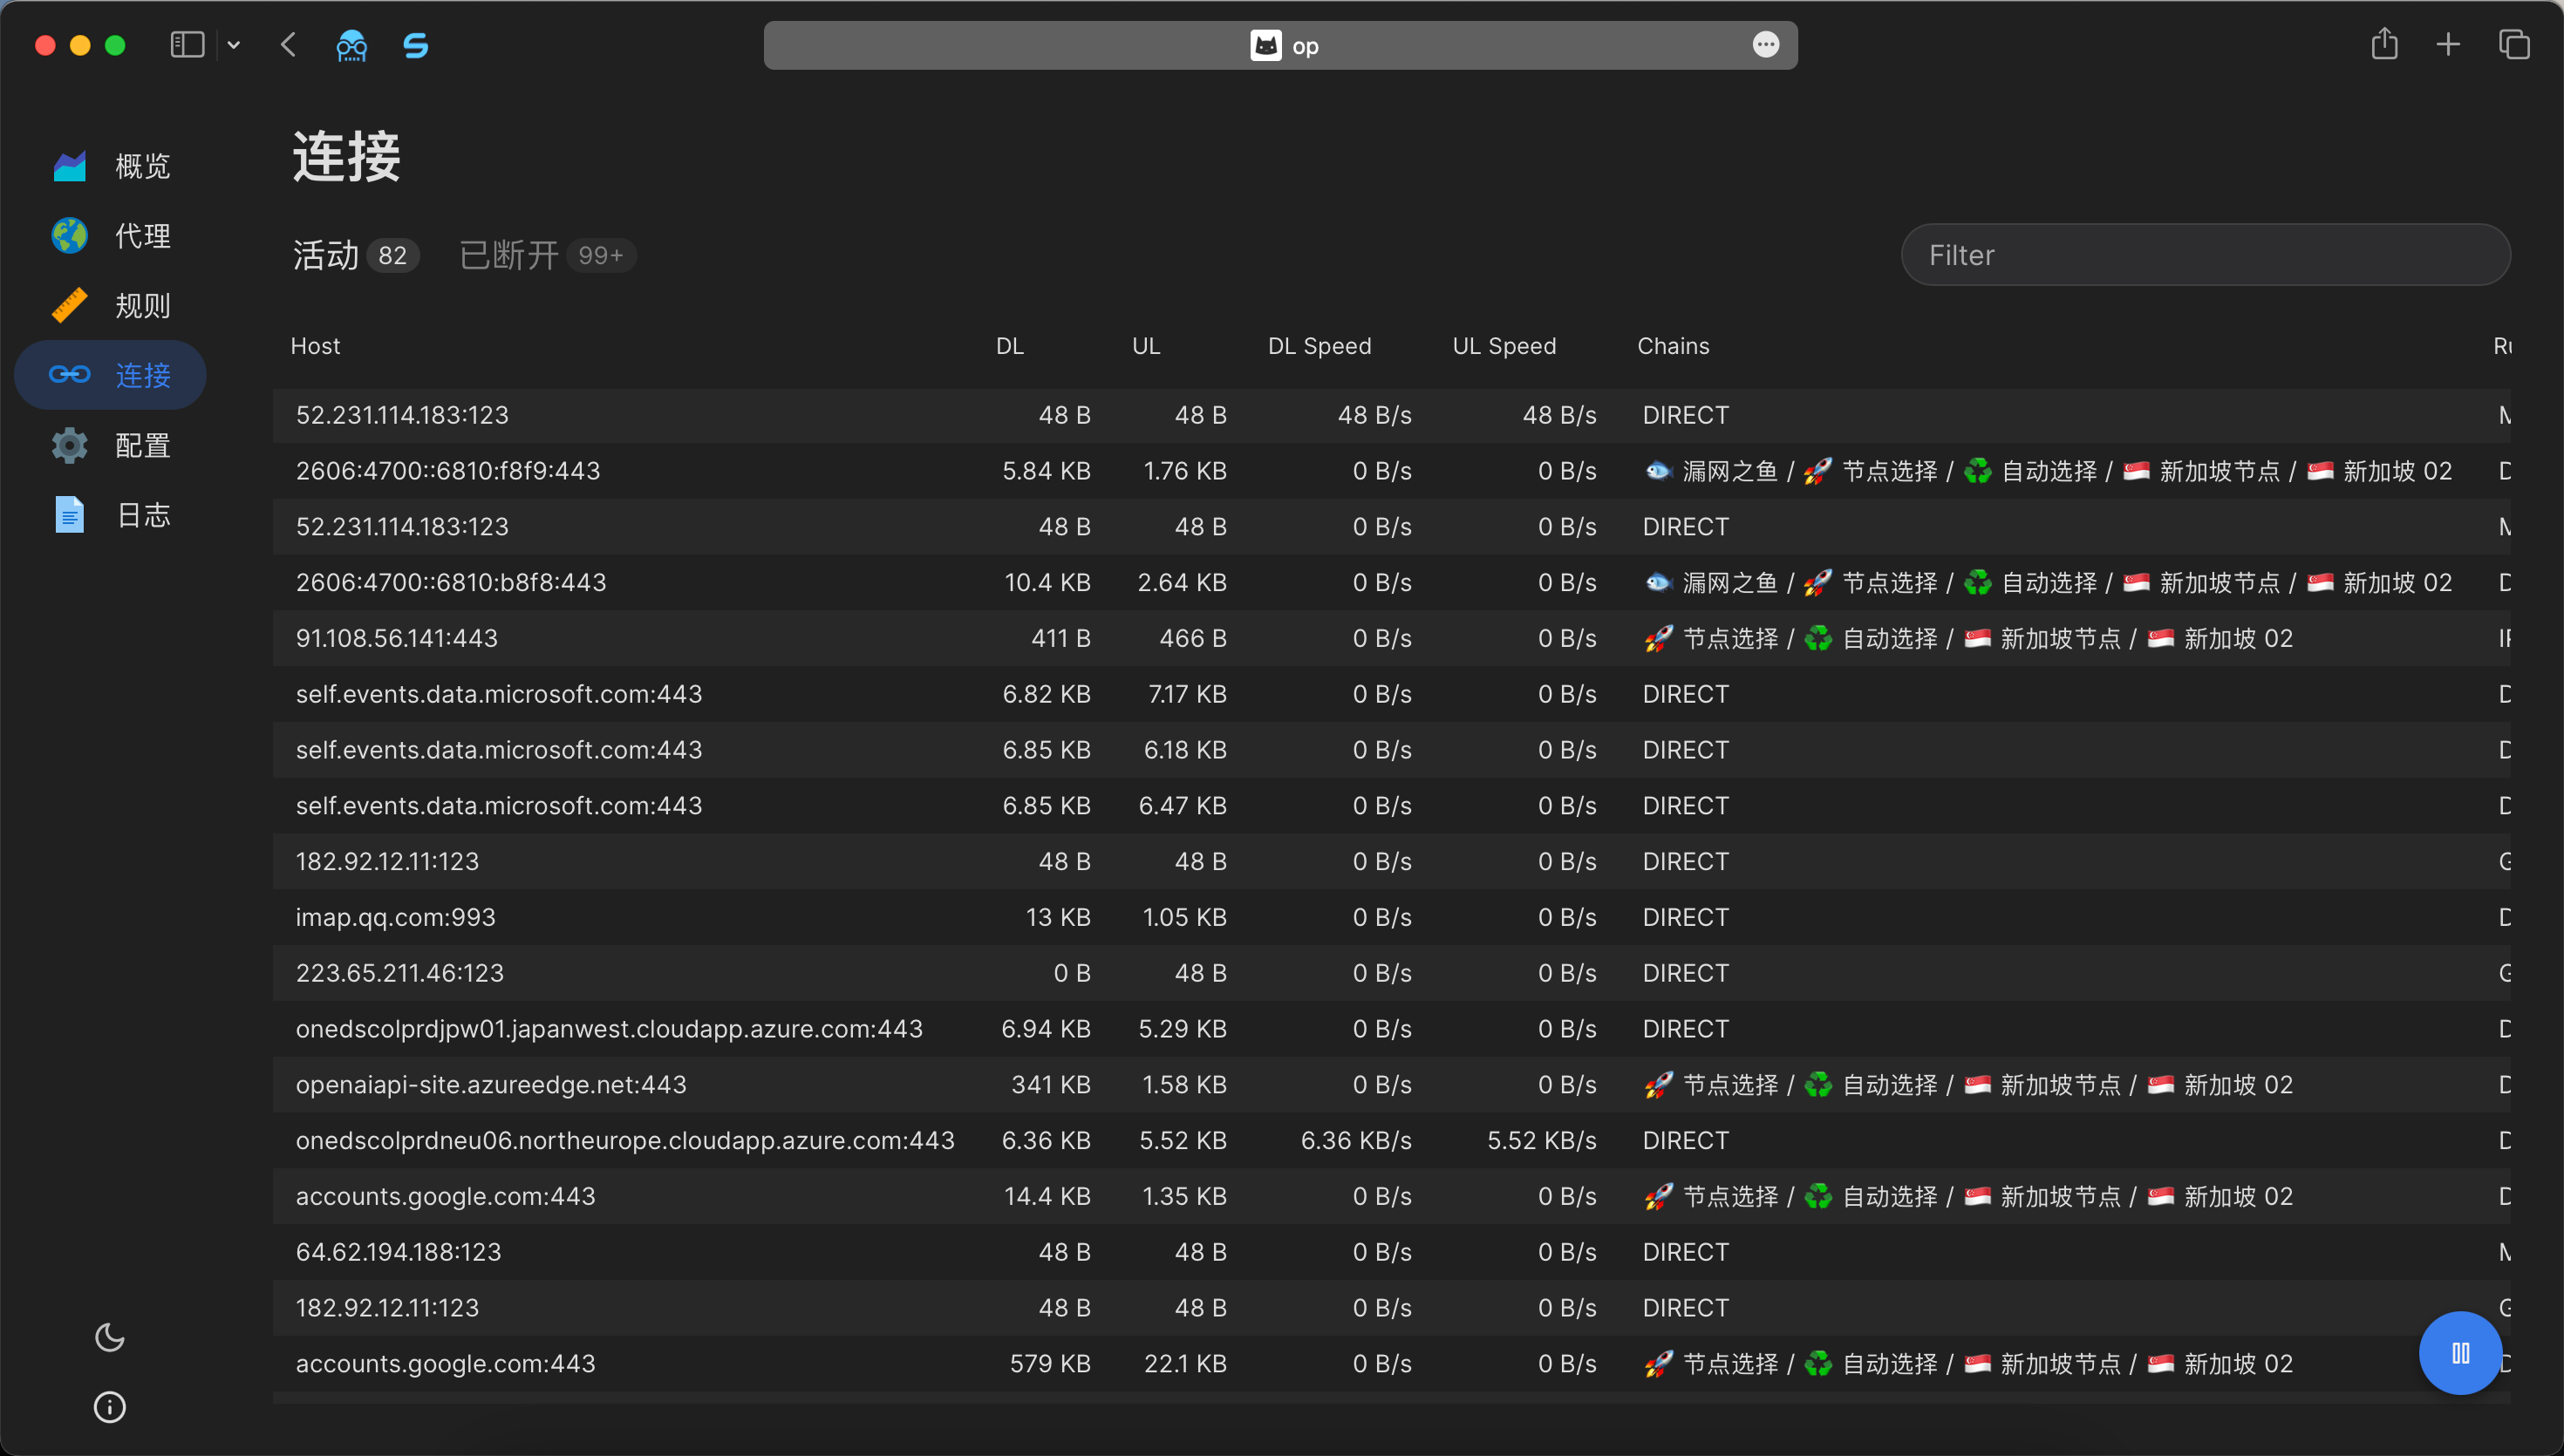 op
概览
代理
规则
连接
配置
日志
连接
活动 82 已断开 99+
Filter
Host DL UL DL Speed UL Speed Chains
52.231.114.183:123 48 B 48 B 48 B/s 48 B/s DIRECT
2606:4700::6810:f8f9:443 5.84 KB 1.76 KB 0 B/s 0 B/s 🐟 漏网之鱼 / 🚀 节点选择 / ♻️ 自动选择 / 🇸🇬 新加坡节点 / 🇸🇬 新加坡 02
52.231.114.183:123 48 B 48 B 0 B/s 0 B/s DIRECT
2606:4700::6810:b8f8:443 10.4 KB 2.64 KB 0 B/s 0 B/s 🐟 漏网之鱼 / 🚀 节点选择 / ♻️ 自动选择 / 🇸🇬 新加坡节点 / 🇸🇬 新加坡 02
91.108.56.141:443 411 B 466 B 0 B/s 0 B/s 🚀 节点选择 / ♻️ 自动选择 / 🇸🇬 新加坡节点 / 🇸🇬 新加坡 02
self.events.data.microsoft.com:443 6.82 KB 7.17 KB 0 B/s 0 B/s DIRECT
self.events.data.microsoft.com:443 6.85 KB 6.18 KB 0 B/s 0 B/s DIRECT
self.events.data.microsoft.com:443 6.85 KB 6.47 KB 0 B/s 0 B/s DIRECT
182.92.12.11:123 48 B 48 B 0 B/s 0 B/s DIRECT
imap.qq.com:993 13 KB 1.05 KB 0 B/s 0 B/s DIRECT
223.65.211.46:123 0 B 48 B 0 B/s 0 B/s DIRECT
onedscolprdjpw01.japanwest.cloudapp.azure.com:443 6.94 KB 5.29 KB 0 B/s 0 B/s DIRECT
openaiapi-site.azureedge.net:443 341 KB 1.58 KB 0 B/s 0 B/s 🚀 节点选择 / ♻️ 自动选择 / 🇸🇬 新加坡节点 / 🇸🇬 新加坡 02
onedscolprdneu06.northeurope.cloudapp.azure.com:443 6.36 KB 5.52 KB 6.36 KB/s 5.52 KB/s DIRECT
accounts.google.com:443 14.4 KB 1.35 KB 0 B/s 0 B/s 🚀 节点选择 / ♻️ 自动选择 / 🇸🇬 新加坡节点 / 🇸🇬 新加坡 02
64.62.194.188:123 48 B 48 B 0 B/s 0 B/s DIRECT
182.92.12.11:123 48 B 48 B 0 B/s 0 B/s DIRECT
accounts.google.com:443 579 KB 22.1 KB 0 B/s 0 B/s 🚀 节点选择 / ♻️ 自动选择 / 🇸🇬 新加坡节点 / 🇸🇬 新加坡 02